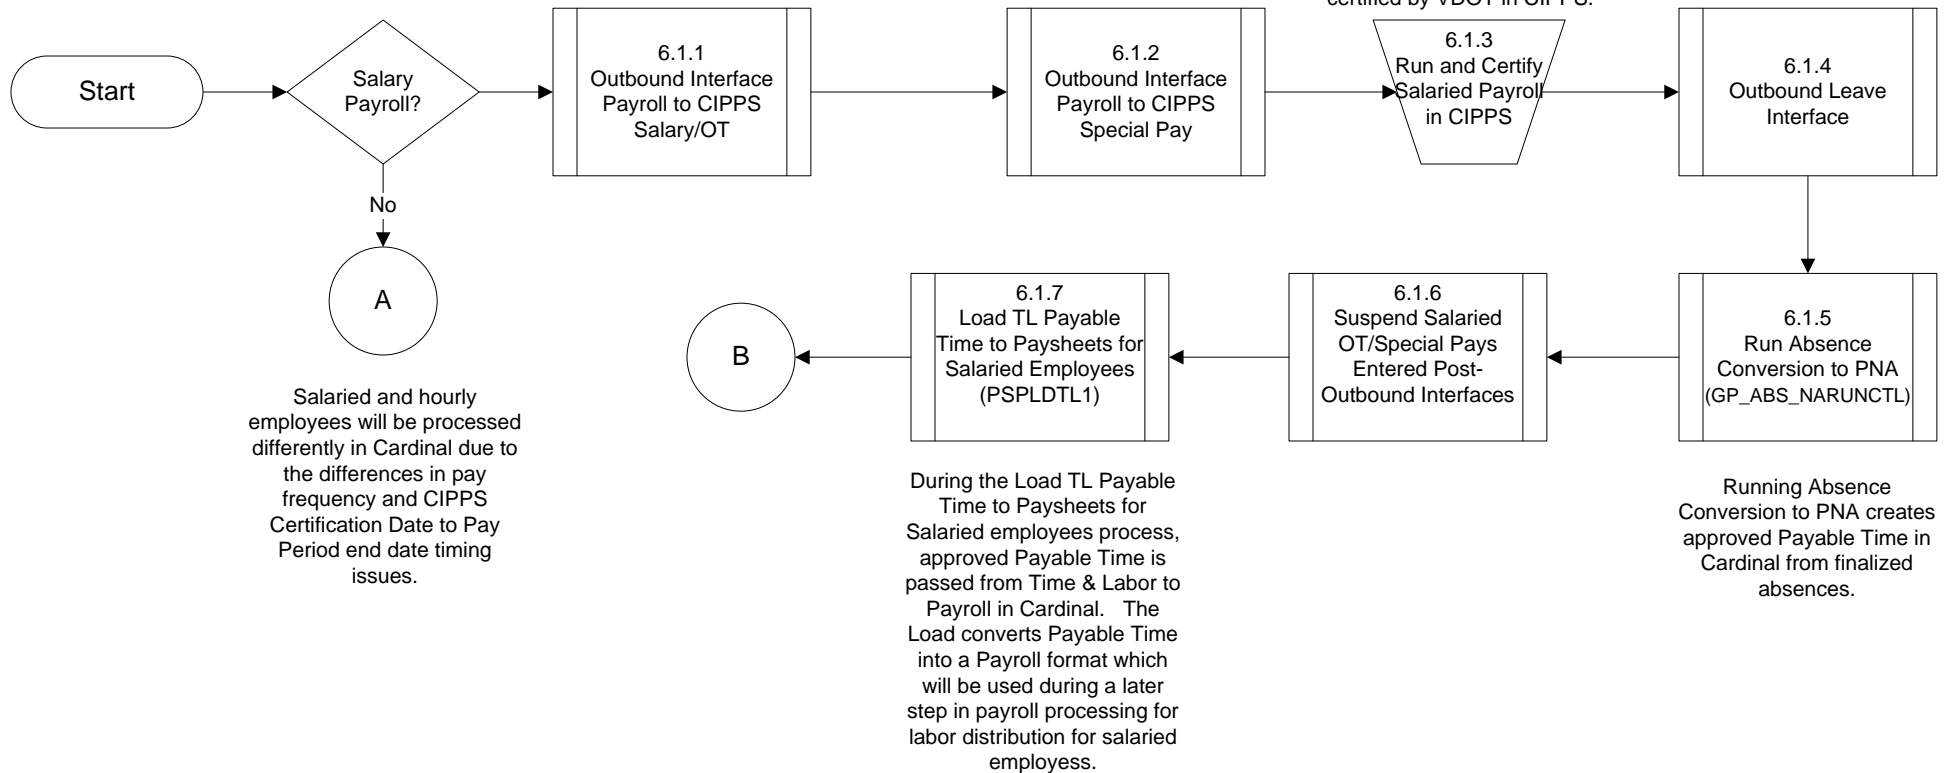 certified by VDOT in CIPPS.
Start
Salary
Payroll?
6.1.1
Outbound Interface
Payroll to CIPPS
Salary/OT
6.1.2
Outbound Interface
Payroll to CIPPS
Special Pay
6.1.3
Run and Certify
Salaried Payroll
in CIPPS
6.1.4
Outbound Leave
Interface
No
A
Salaried and hourly
employees will be processed
differently in Cardinal due to
the differences in pay
frequency and CIPPS
Certification Date to Pay
Period end date timing
issues.
B
6.1.7
Load TL Payable
Time to Paysheets for
Salaried Employees
(PSPLDTL1)
6.1.6
Suspend Salaried
OT/Special Pays
Entered Post-
Outbound Interfaces
6.1.5
Run Absence
Conversion to PNA
(GP_ABS_NARUNCTL)
During the Load TL Payable
Time to Paysheets for
Salaried employees process,
approved Payable Time is
passed from Time & Labor to
Payroll in Cardinal.   The
Load converts Payable Time
into a Payroll format which
will be used during a later
step in payroll processing for
labor distribution for salaried
employess.
Running Absence
Conversion to PNA creates
approved Payable Time in
Cardinal from finalized
absences.